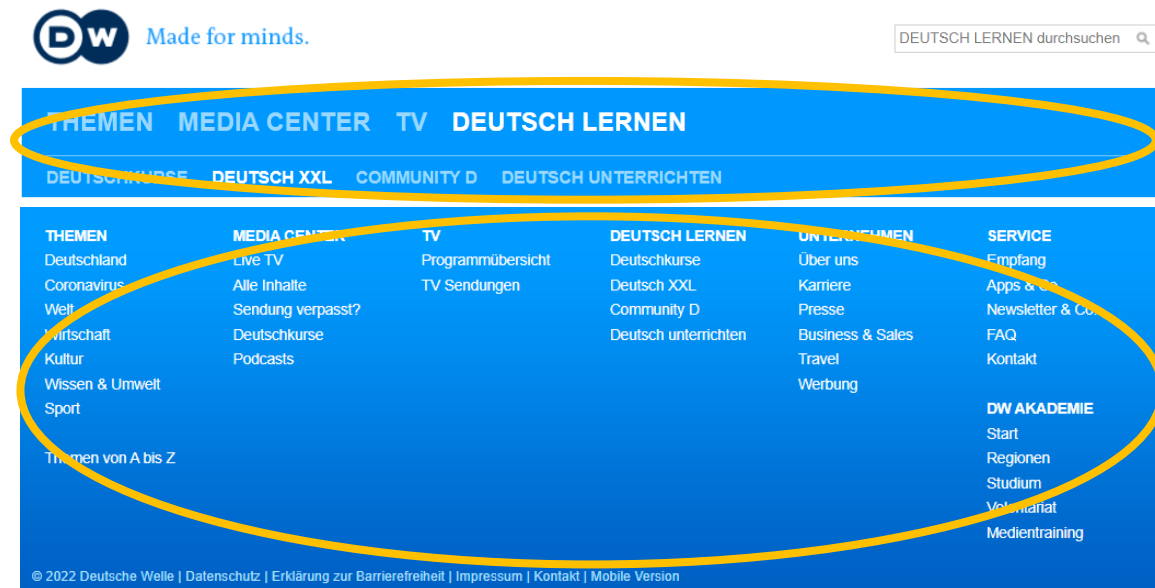 DW Made for minds.
DEUTSCH LERNEN durchsuchen
THEMEN MEDIA CENTER TV DEUTSCH LERNEN
DEUTSCHKURSE DEUTSCH XXL COMMUNITY D DEUTSCH UNTERRICHTEN
THEMEN
Deutschland
Coronavirus
Welt
Wirtschaft
Kultur
Wissen & Umwelt
Sport
Themen von A bis Z
MEDIA CENTER
Live TV
Alle Inhalte
Sendung verpasst?
Deutschkurse
Podcasts
TV
Programmübersicht
TV Sendungen
DEUTSCH LERNEN
Deutschkurse
Deutsch XXL
Community D
Deutsch unterrichten
UNTERNEHMEN
Über uns
Karriere
Presse
Business & Sales
Travel
Werbung
SERVICE
Empfang
Apps & Co.
Newsletter & Co.
FAQ
Kontakt
DW AKADEMIE
Start
Regionen
Studium
Volontariat
Medientraining
© 2022 Deutsche Welle | Datenschutz | Erklärung zur Barrierefreiheit | Impressum | Kontakt | Mobile Version